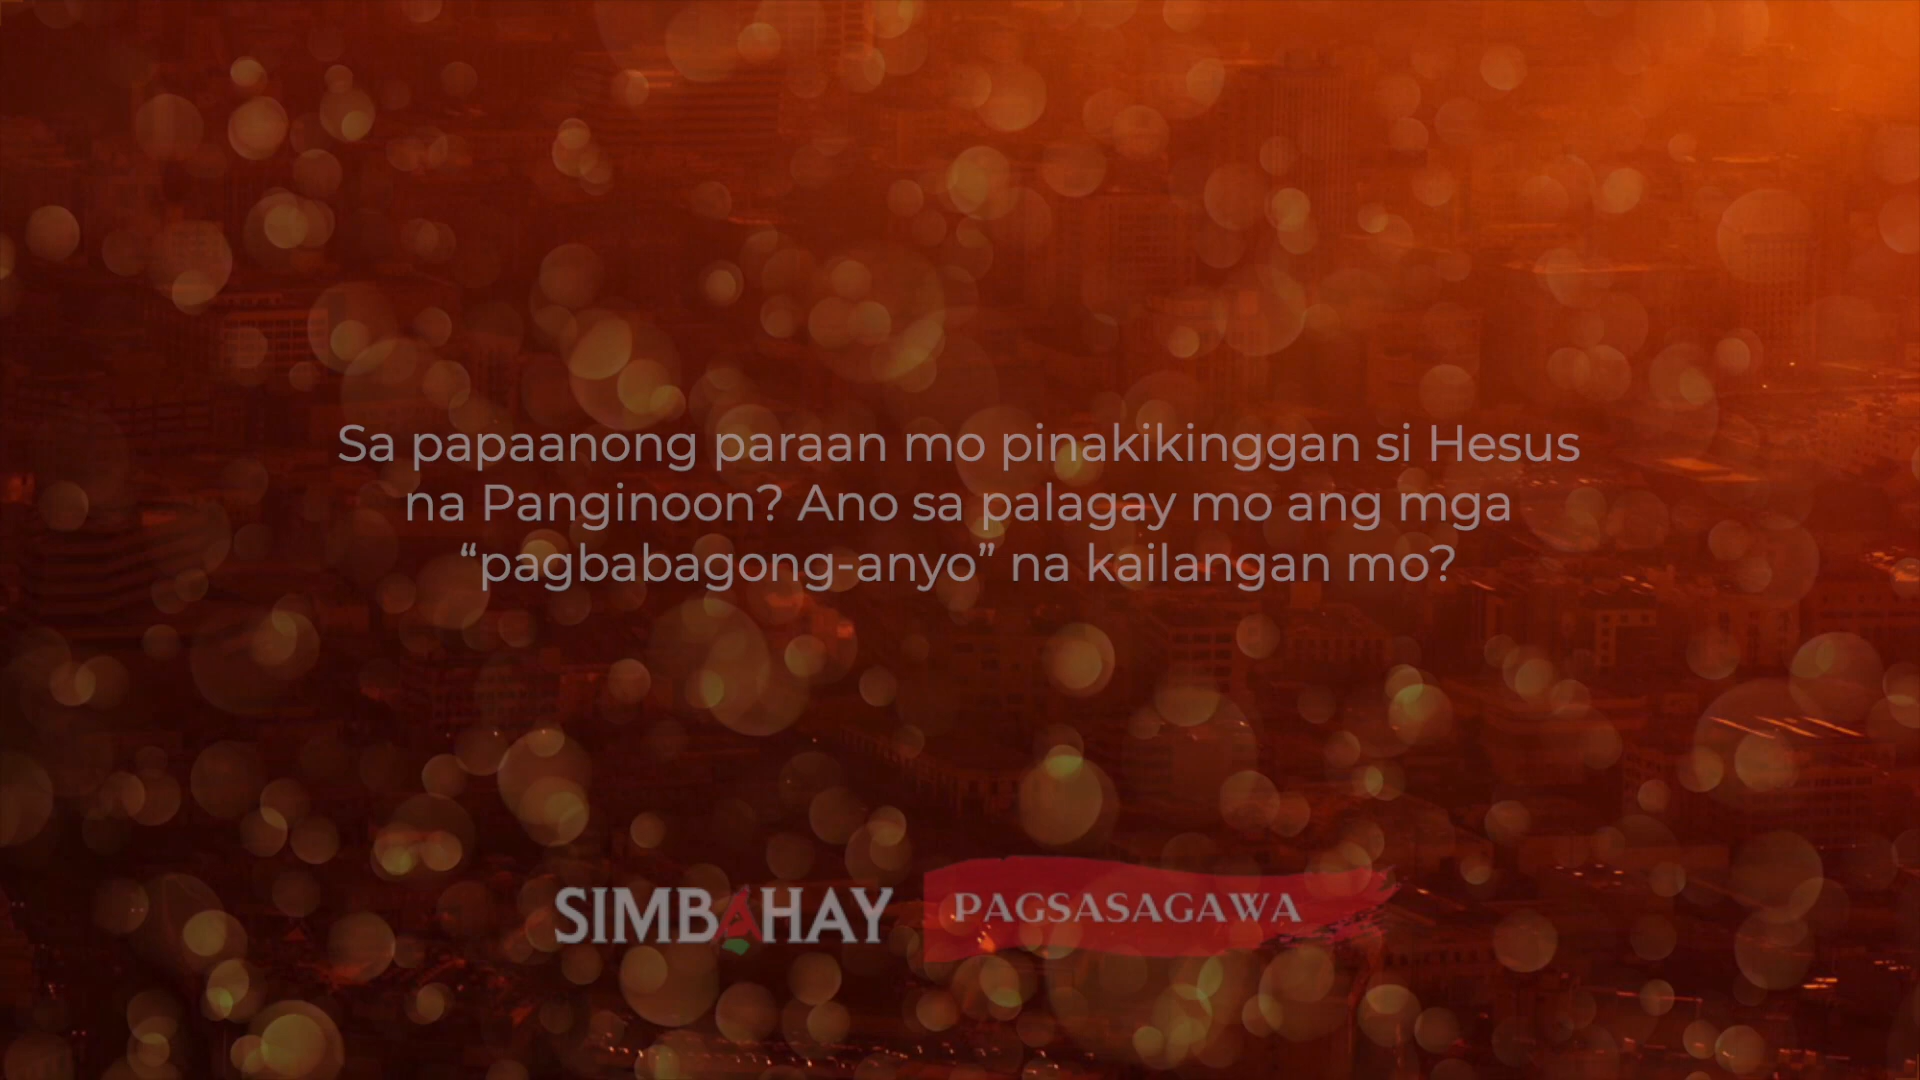 Sa papaanong paraan mo pinakikinggan si Hesus
na Panginoon? Ano sa palagay mo ang mga
“pagbabagong-anyo” na kailangan mo?
SIMBAHAY PAGSASAGAWA